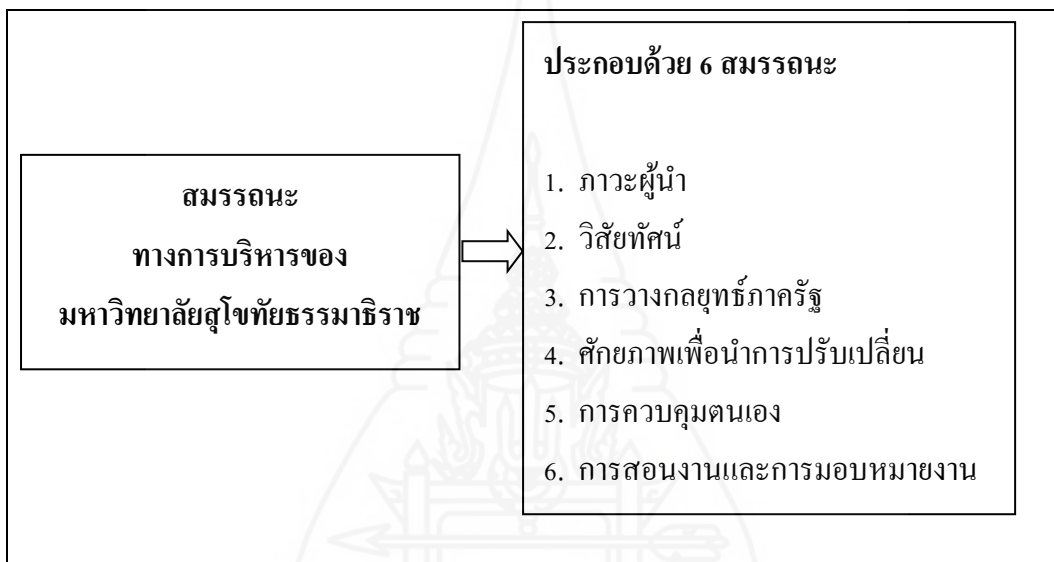 สมรรถนะ
ทางการบริหารของ
มหาวิทยาลัยสุโขทัยธรรมาธิราช
ประกอบด้วย 6 สมรรถนะ
1. ภาวะผู้นำ
2. วิสัยทัศน์
3. การวางกลยุทธ์ภาครัฐ
4. ศักยภาพเพื่อนำการปรับเปลี่ยน
5. การควบคุมตนเอง
6. การสอนงานและการมอบหมายงาน